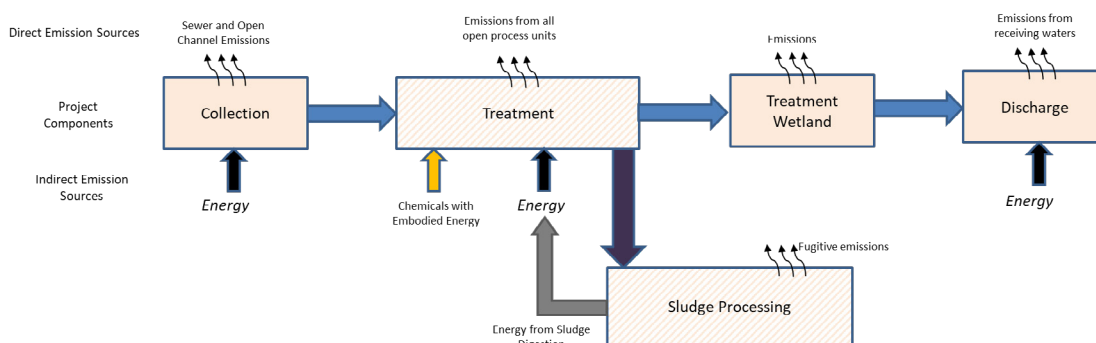 Direct Emission Sources
Sewer and Open
Channel Emissions
Emissions from all
open process units
Emissions
Emissions from
receiving waters
Project
Components
Collection
Treatment
Treatment
Wetland
Discharge
Indirect Emission
Sources
Energy
Chemicals with
Embodied Energy
Energy
Energy
Fugitive emissions
Sludge Processing
Energy from Sludge
Digestion